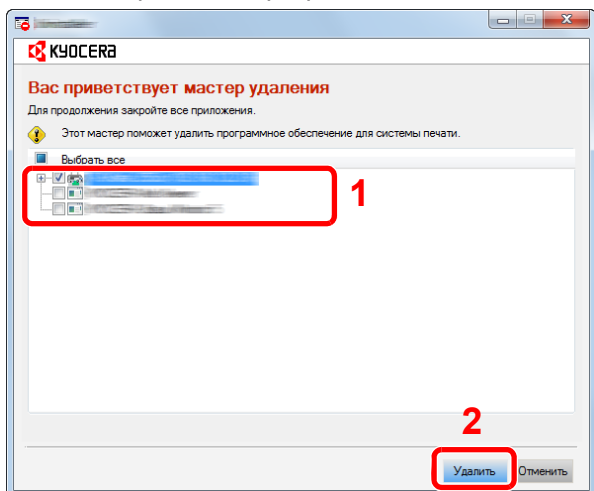 KYOCERA
Вас приветствует мастер удаления
Для продолжения закройте все приложения.
Этот мастер поможет удалить программное обеспечение для системы печати.
Выбрать все
1
2
Удалить
Отменить